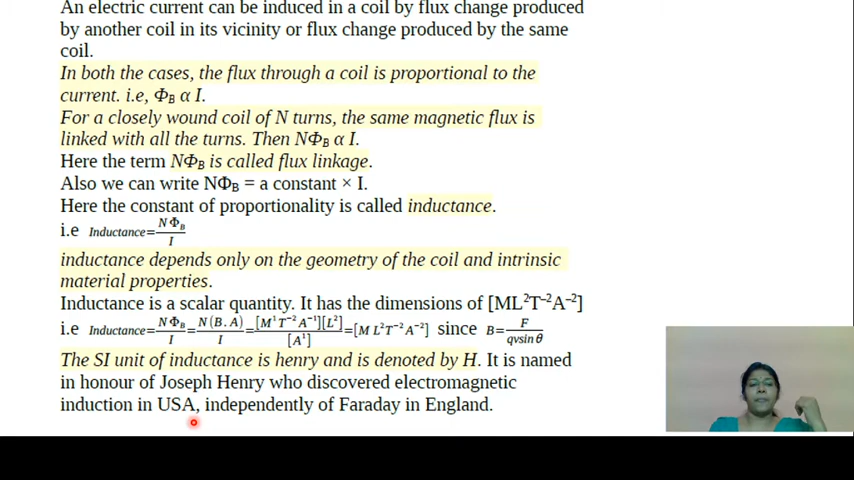 An electric current can be induced in a coil by flux change produced
by another coil in its vicinity or flux change produced by the same
coil.
In both the cases, the flux through a coil is proportional to the
current. i.e, Φ_B α I.
For a closely wound coil of N turns, the same magnetic flux is
linked with all the turns. Then NΦ_B α I.
Here the term NΦ_B is called flux linkage.
Also we can write NΦ_B = a constant × I.
Here the constant of proportionality is called inductance.
i.e Inductance=NΦ_B/I
inductance depends only on the geometry of the coil and intrinsic
material properties.
Inductance is a scalar quantity. It has the dimensions of [ML²T⁻²A⁻²]
i.e Inductance=NΦ_B/I=N(B.A)/I=[M¹T⁻²A⁻¹][L²]/[A¹]=[M L²T⁻²A⁻²] since B=F/qvsinθ
The SI unit of inductance is henry and is denoted by H. It is named
in honour of Joseph Henry who discovered electromagnetic
induction in USA, independently of Faraday in England.